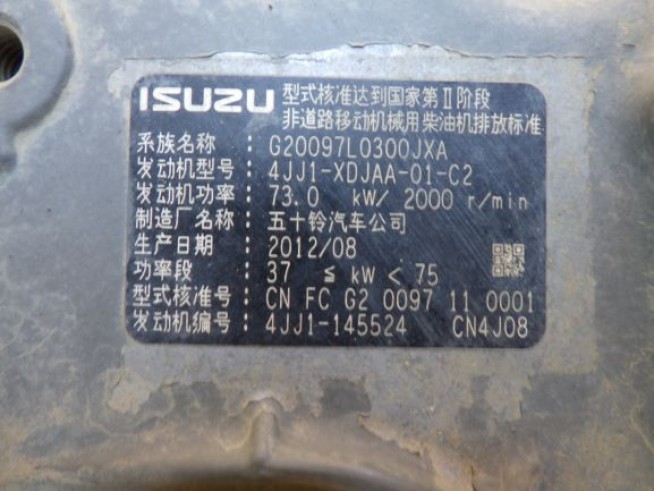 ISUZU 型式核准达到国家第Ⅱ阶段
非道路移动机械用柴油机排放标准
系族名称 : G20097L0300JXA
发动机型号 : 4JJ1-XDJAA-01-C2
发动机功率 : 73.0 kW/ 2000 r/min
制造厂名称 : 五十铃汽车公司
生产日期 : 2012/08
功率段 : 37 ≤ kW < 75
型式核准号 : CN FC G2 0097 11 0001
发动机编号 : 4JJ1-145524 CN4J08